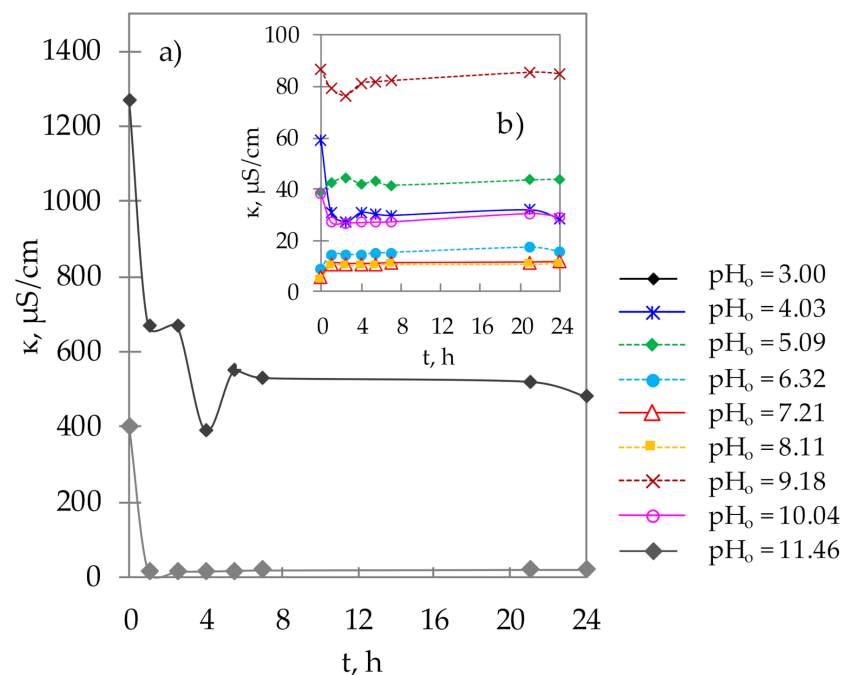 a)
1400
1200
1000
800
600
400
200
0
κ, μS/cm
0 4 8 12 16 20 24
t, h
b)
100
80
60
40
20
0
κ, μS/cm
0 4 8 12 16 20 24
t, h
pHₒ = 3.00
pHₒ = 4.03
pHₒ = 5.09
pHₒ = 6.32
pHₒ = 7.21
pHₒ = 8.11
pHₒ = 9.18
pHₒ = 10.04
pHₒ = 11.46